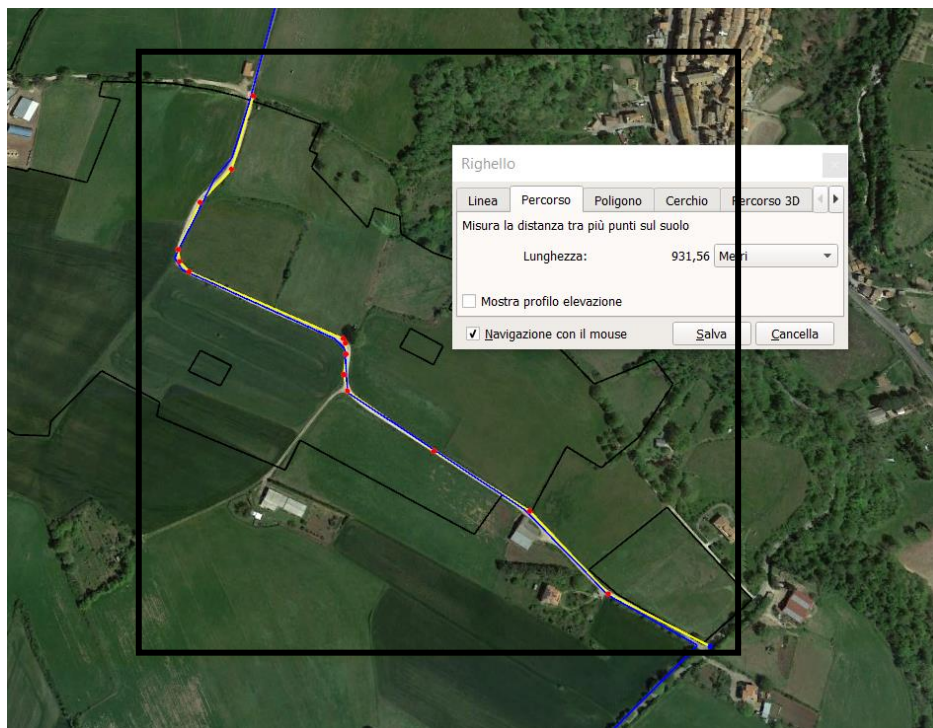 Righello
Linea Percorso Poligono Cerchio Percorso 3D
Misura la distanza tra più punti sul suolo
Lunghezza: 931,56 Metri
Mostra profilo elevazione
Navigazione con il mouse Salva Cancella